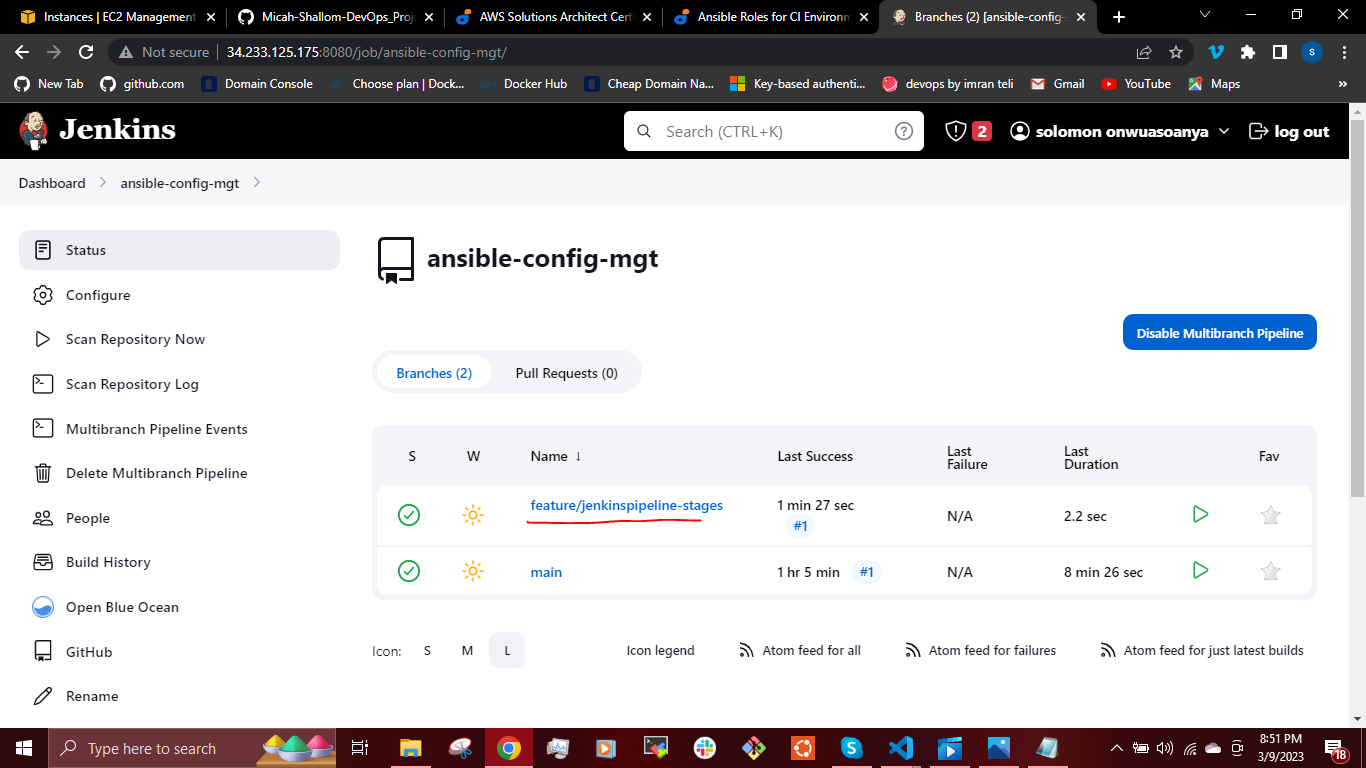 Instances | EC2 Management
Micah-Shallom-DevOps_Proj
AWS Solutions Architect Cert
Ansible Roles for CI Environm
Branches (2) [ansible-config-
Not secure
34.233.125.175:8080/job/ansible-config-mgt/
S
New Tab
github.com
Domain Console
Choose plan | Dock...
Docker Hub
Cheap Domain Na...
Key-based authenti...
devops by imran teli
Gmail
YouTube
Maps
»
Jenkins
Search (CTRL+K)
?
2
solomon onwuasoanya
log out
Dashboard
ansible-config-mgt
Status
Configure
Scan Repository Now
Scan Repository Log
Multibranch Pipeline Events
Delete Multibranch Pipeline
People
Build History
Open Blue Ocean
GitHub
Rename
ansible-config-mgt
Disable Multibranch Pipeline
Branches (2)
Pull Requests (0)
S
W
Name ↓
Last Success
Last
Failure
Last
Duration
Fav
feature/jenkinspipeline-stages
1 min 27 sec
#1
N/A
2.2 sec
main
1 hr 5 min
#1
N/A
8 min 26 sec
Icon:
S
M
L
Icon legend
Atom feed for all
Atom feed for failures
Atom feed for just latest builds
Type here to search
8:51 PM
3/9/2023
18